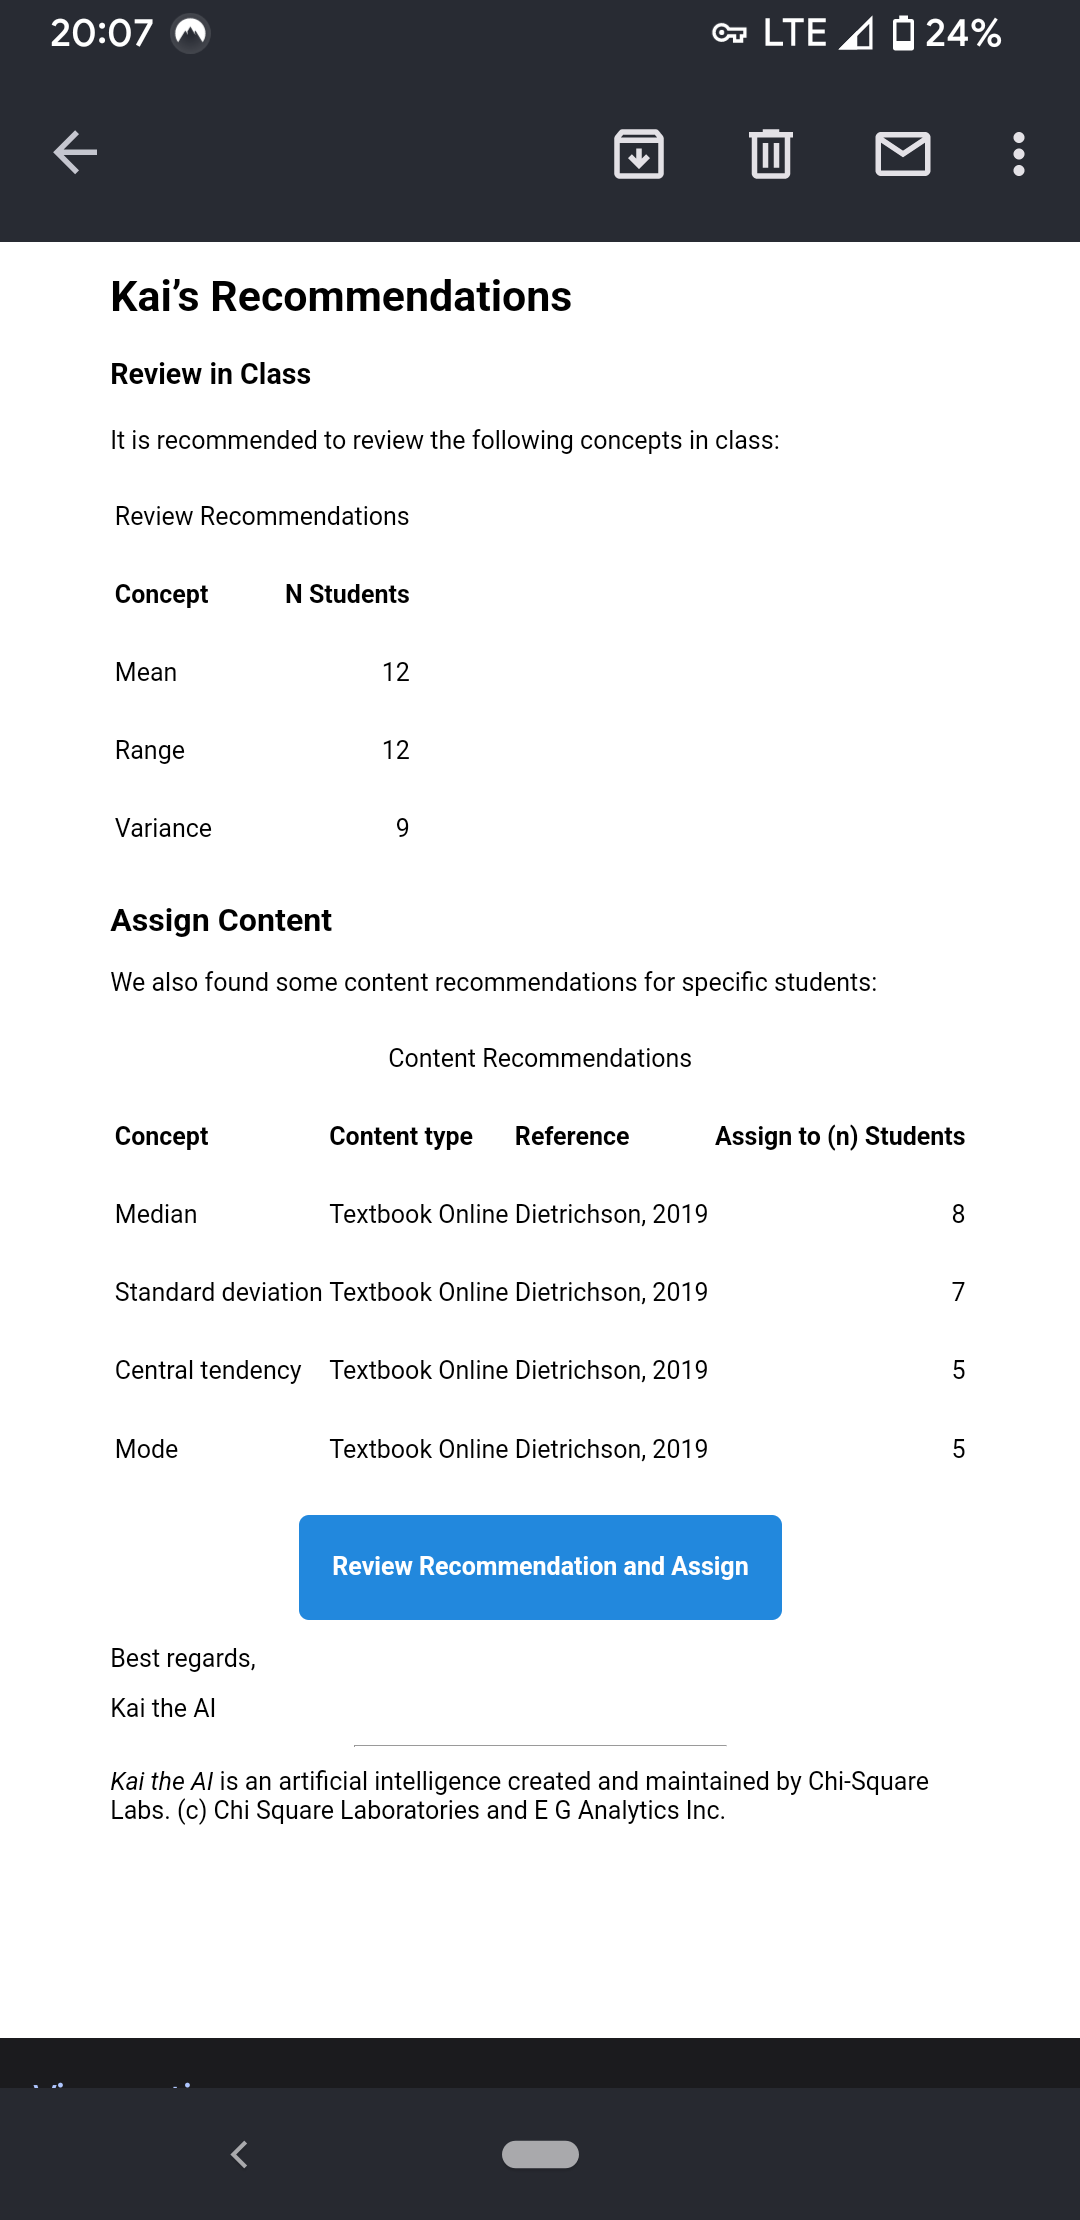 20:07 LTE 24%
Kai’s Recommendations
Review in Class
It is recommended to review the following concepts in class:
Review Recommendations
Concept N Students
Mean 12
Range 12
Variance 9
Assign Content
We also found some content recommendations for specific students:
Content Recommendations
Concept Content type Reference Assign to (n) Students
Median Textbook Online Dietrichson, 2019 8
Standard deviation Textbook Online Dietrichson, 2019 7
Central tendency Textbook Online Dietrichson, 2019 5
Mode Textbook Online Dietrichson, 2019 5
Review Recommendation and Assign
Best regards,
Kai the AI
Kai the AI is an artificial intelligence created and maintained by Chi-Square
Labs. (c) Chi Square Laboratories and E G Analytics Inc.